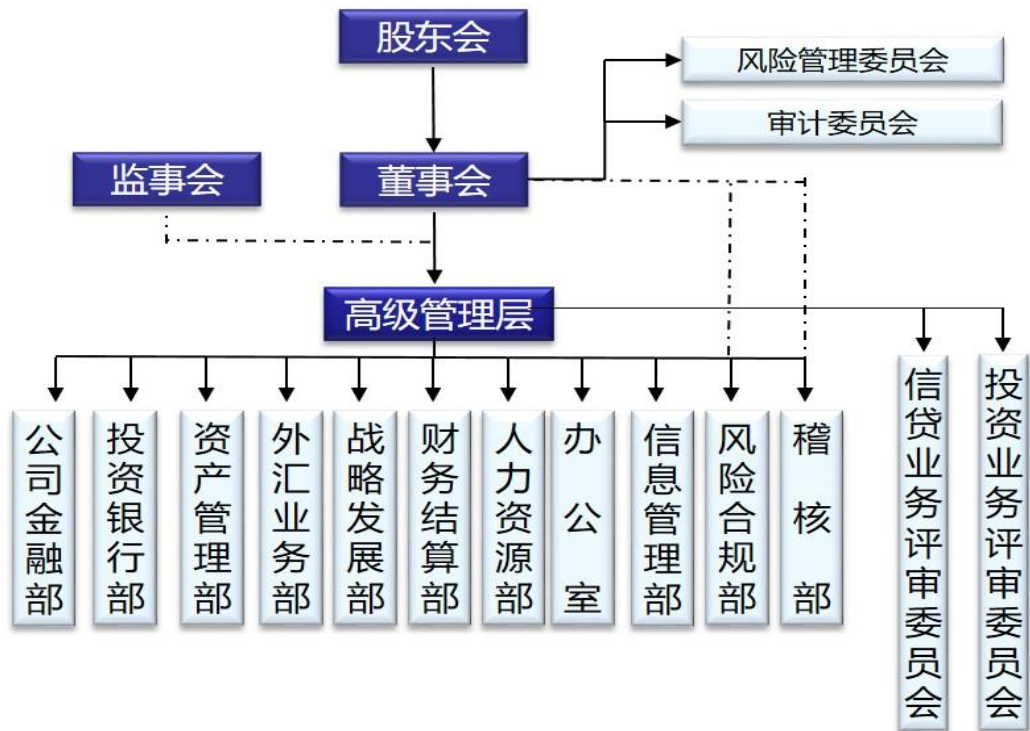 股东会
风险管理委员会
审计委员会
监事会
董事会
高级管理层
公司金融部
投资银行部
资产管理部
外汇业务部
战略发展部
财务结算部
人力资源部
办公室
信息管理部
风险合规部
稽核部
信贷业务评审委员会
投资业务评审委员会